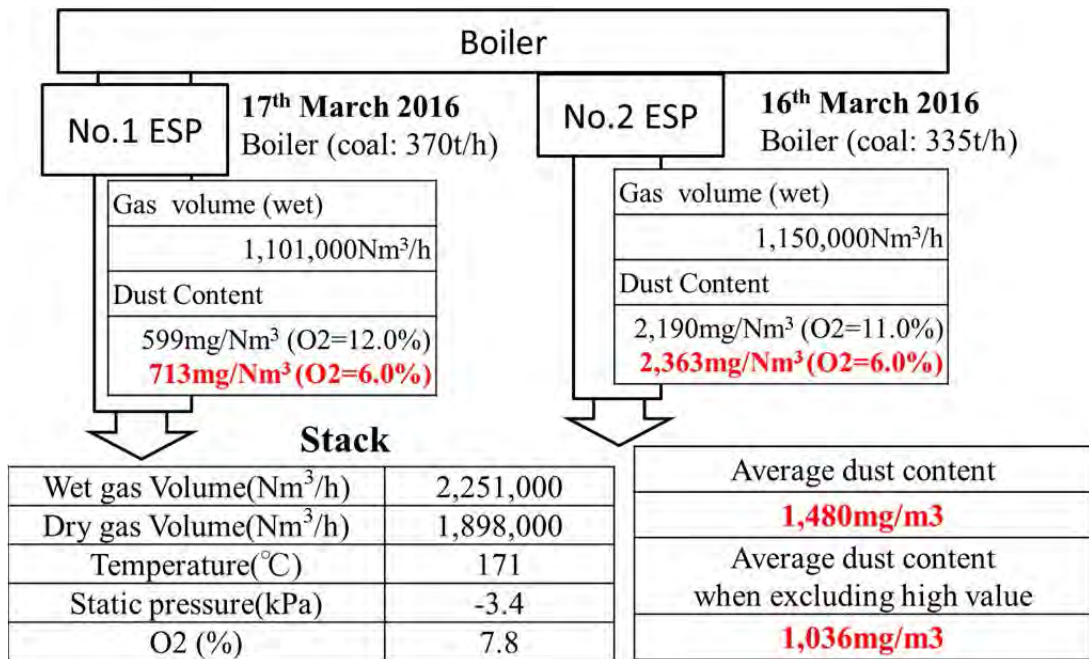 Boiler
No.1 ESP
17th March 2016
Boiler (coal: 370t/h)
Gas volume (wet)
1,101,000Nm³/h
Dust Content
599mg/Nm³ (O2=12.0%)
713mg/Nm³ (O2=6.0%)
No.2 ESP
16th March 2016
Boiler (coal: 335t/h)
Gas volume (wet)
1,150,000Nm³/h
Dust Content
2,190mg/Nm³ (O2=11.0%)
2,363mg/Nm³ (O2=6.0%)
Stack
Wet gas Volume(Nm³/h) 2,251,000
Dry gas Volume(Nm³/h) 1,898,000
Temperature(℃) 171
Static pressure(kPa) -3.4
O2 (%) 7.8
Average dust content
1,480mg/m3
Average dust content
when excluding high value
1,036mg/m3